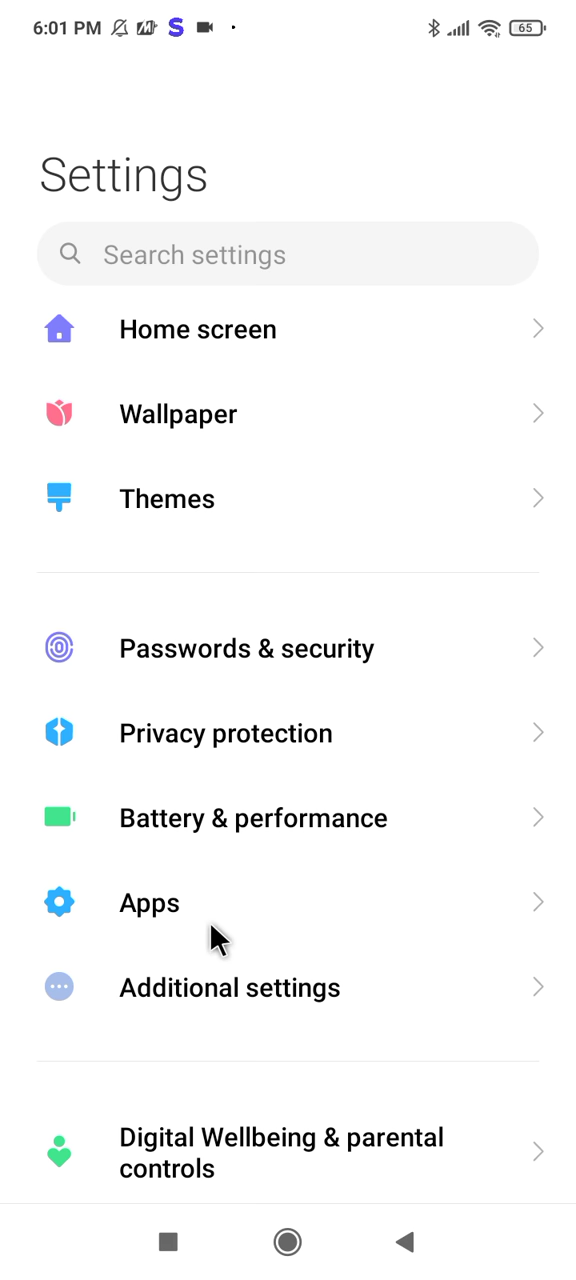 6:01 PM
65
Settings
Search settings
Home screen
Wallpaper
Themes
Passwords & security
Privacy protection
Battery & performance
Apps
Additional settings
Digital Wellbeing & parental
controls